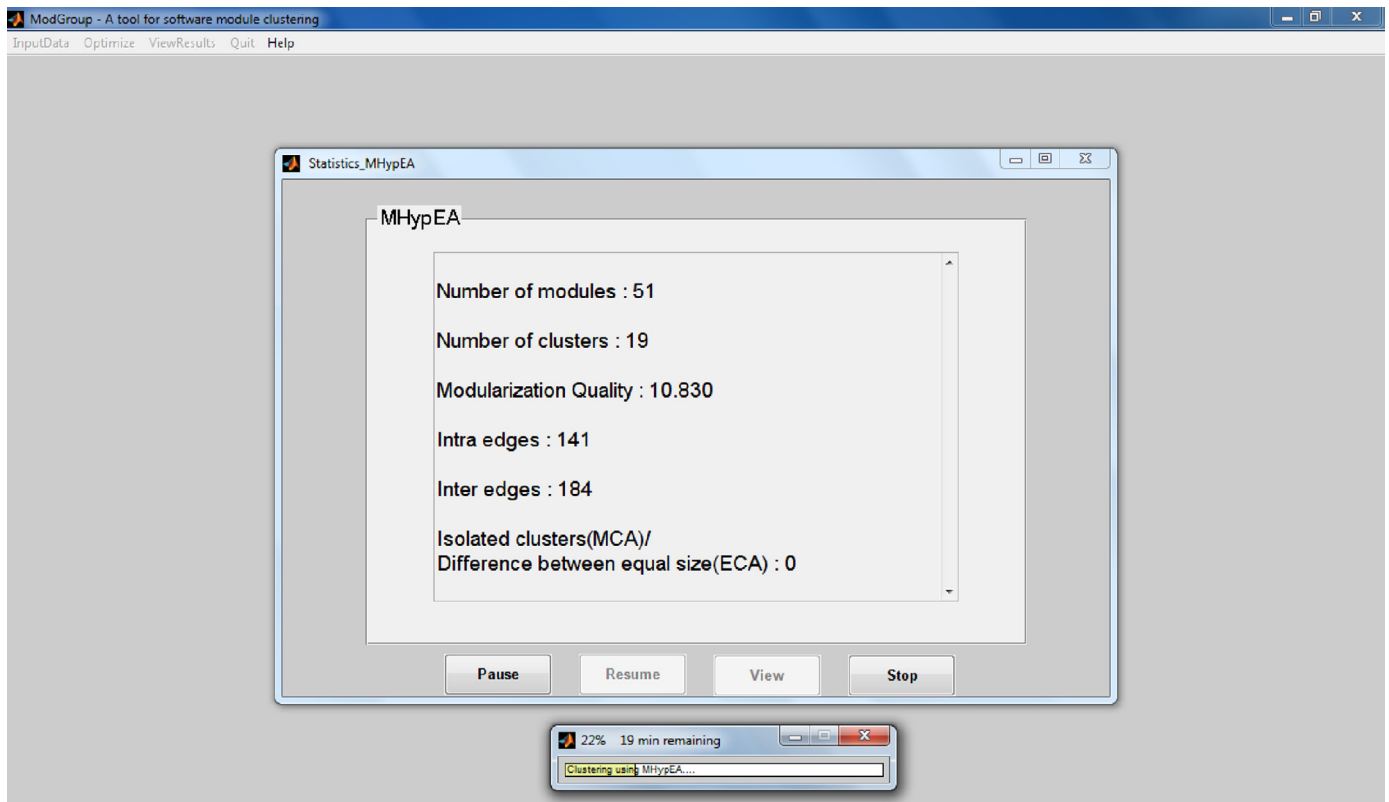 ModGroup - A tool for software module clustering
InputData Optimize ViewResults Quit Help
Statistics_MHypEA
MHypEA
Number of modules : 51
Number of clusters : 19
Modularization Quality : 10.830
Intra edges : 141
Inter edges : 184
Isolated clusters(MCA)/
Difference between equal size(ECA) : 0
Pause Resume View Stop
22% 19 min remaining
Clustering using MHypEA....